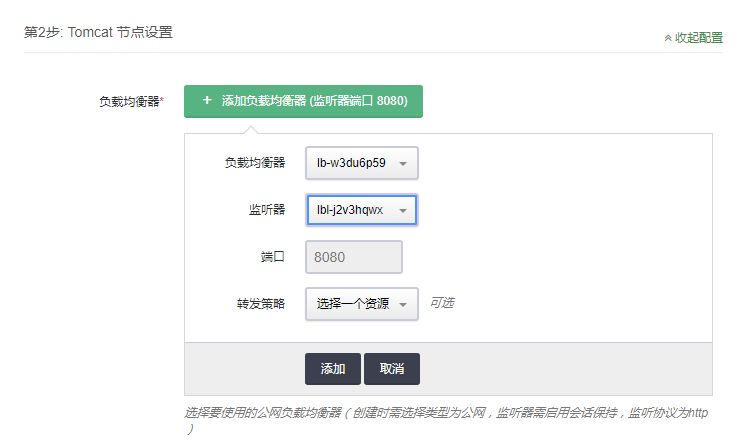 第2步: Tomcat 节点设置
收起配置
负载均衡器*
+ 添加负载均衡器 (监听器端口 8080)
负载均衡器 lb-w3du6p59
监听器 lbl-j2v3hqwx
端口 8080
转发策略 选择一个资源 可选
添加 取消
选择要使用的公网负载均衡器（创建时需选择类型为公网，监听器需启用会话保持，监听协议为http
）